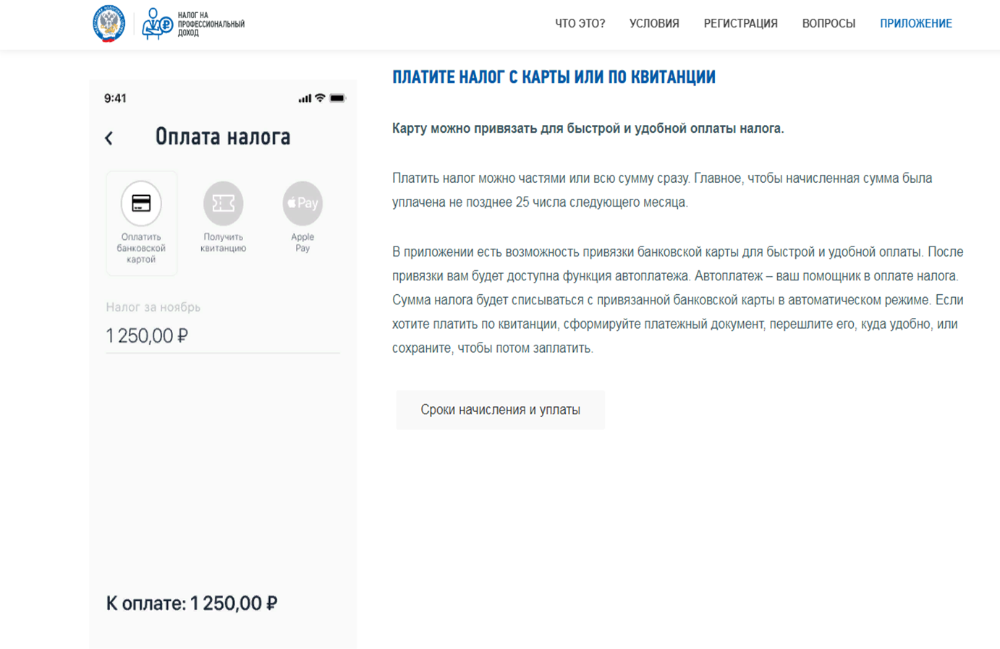 НАЛОГ НА
ПРОФЕССИОНАЛЬНЫЙ
ДОХОД
ЧТО ЭТО? УСЛОВИЯ РЕГИСТРАЦИЯ ВОПРОСЫ ПРИЛОЖЕНИЕ
9:41
Оплата налога
Оплатить
банковской
картой
Получить
квитанцию
Pay
Apple
Pay
Налог за ноябрь
1 250,00 ₽
К оплате: 1 250,00 ₽
ПЛАТИТЕ НАЛОГ С КАРТЫ ИЛИ ПО КВИТАНЦИИ
Карту можно привязать для быстрой и удобной оплаты налога.
Платить налог можно частями или всю сумму сразу. Главное, чтобы начисленная сумма была
уплачена не позднее 25 числа следующего месяца.
В приложении есть возможность привязки банковской карты для быстрой и удобной оплаты. После
привязки вам будет доступна функция автоплатежа. Автоплатеж – ваш помощник в оплате налога.
Сумма налога будет списываться с привязанной банковской карты в автоматическом режиме. Если
хотите платить по квитанции, сформируйте платежный документ, перешлите его, куда удобно, или
сохраните, чтобы потом заплатить.
Сроки начисления и уплаты